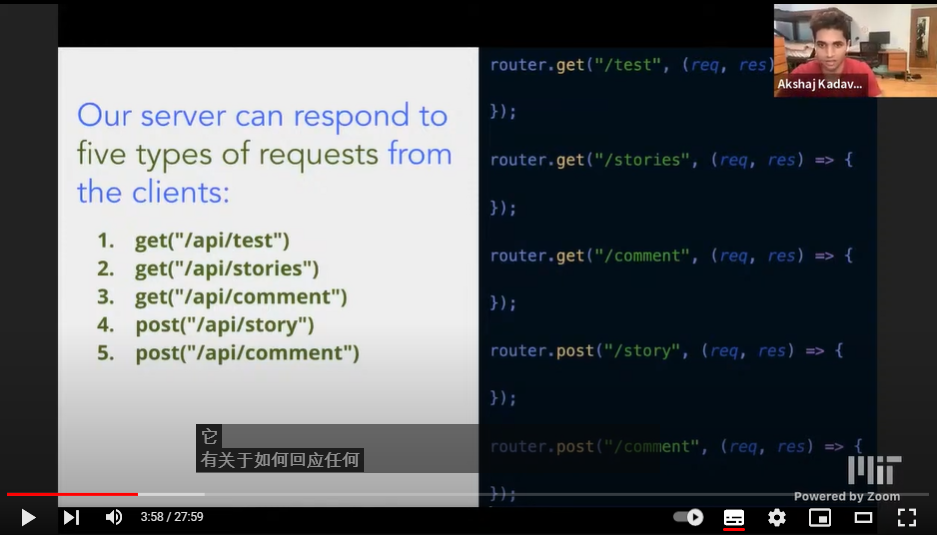 Our server can respond to
five types of requests from
the clients:
1. get("/api/test")
2. get("/api/stories")
3. get("/api/comment")
4. post("/api/story")
5. post("/api/comment")
router.get("/test", (req, res)
});
router.get("/stories", (req, res) => {
});
router.get("/comment", (req, res) => {
});
router.post("/story", (req, res) => {
});
router.post("/comment", (req, res) => {
});
Akshaj Kadav...
它
有关于如何回应任何
MIT
Powered by Zoom
3:58 / 27:59